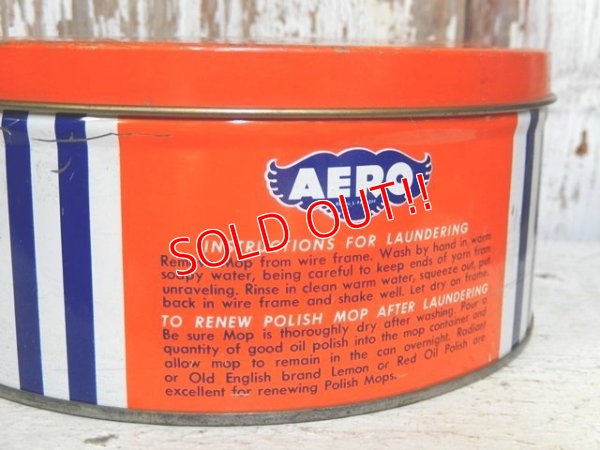 AERO
SOLD OUT!!
INSTRUCTIONS FOR LAUNDERING
Remove Mop from wire frame. Wash by hand in warm
soapy water, being careful to keep ends of yarn from
unraveling. Rinse in clean warm water, squeeze out, put
back in wire frame and shake well. Let dry on frame.
TO RENEW POLISH MOP AFTER LAUNDERING
Be sure Mop is thoroughly dry after washing. Pour a
quantity of good oil polish into the mop container and
allow mop to remain in the can overnight. Radiant
or Old English brand Lemon or Red Oil Polish are
excellent for renewing Polish Mops.